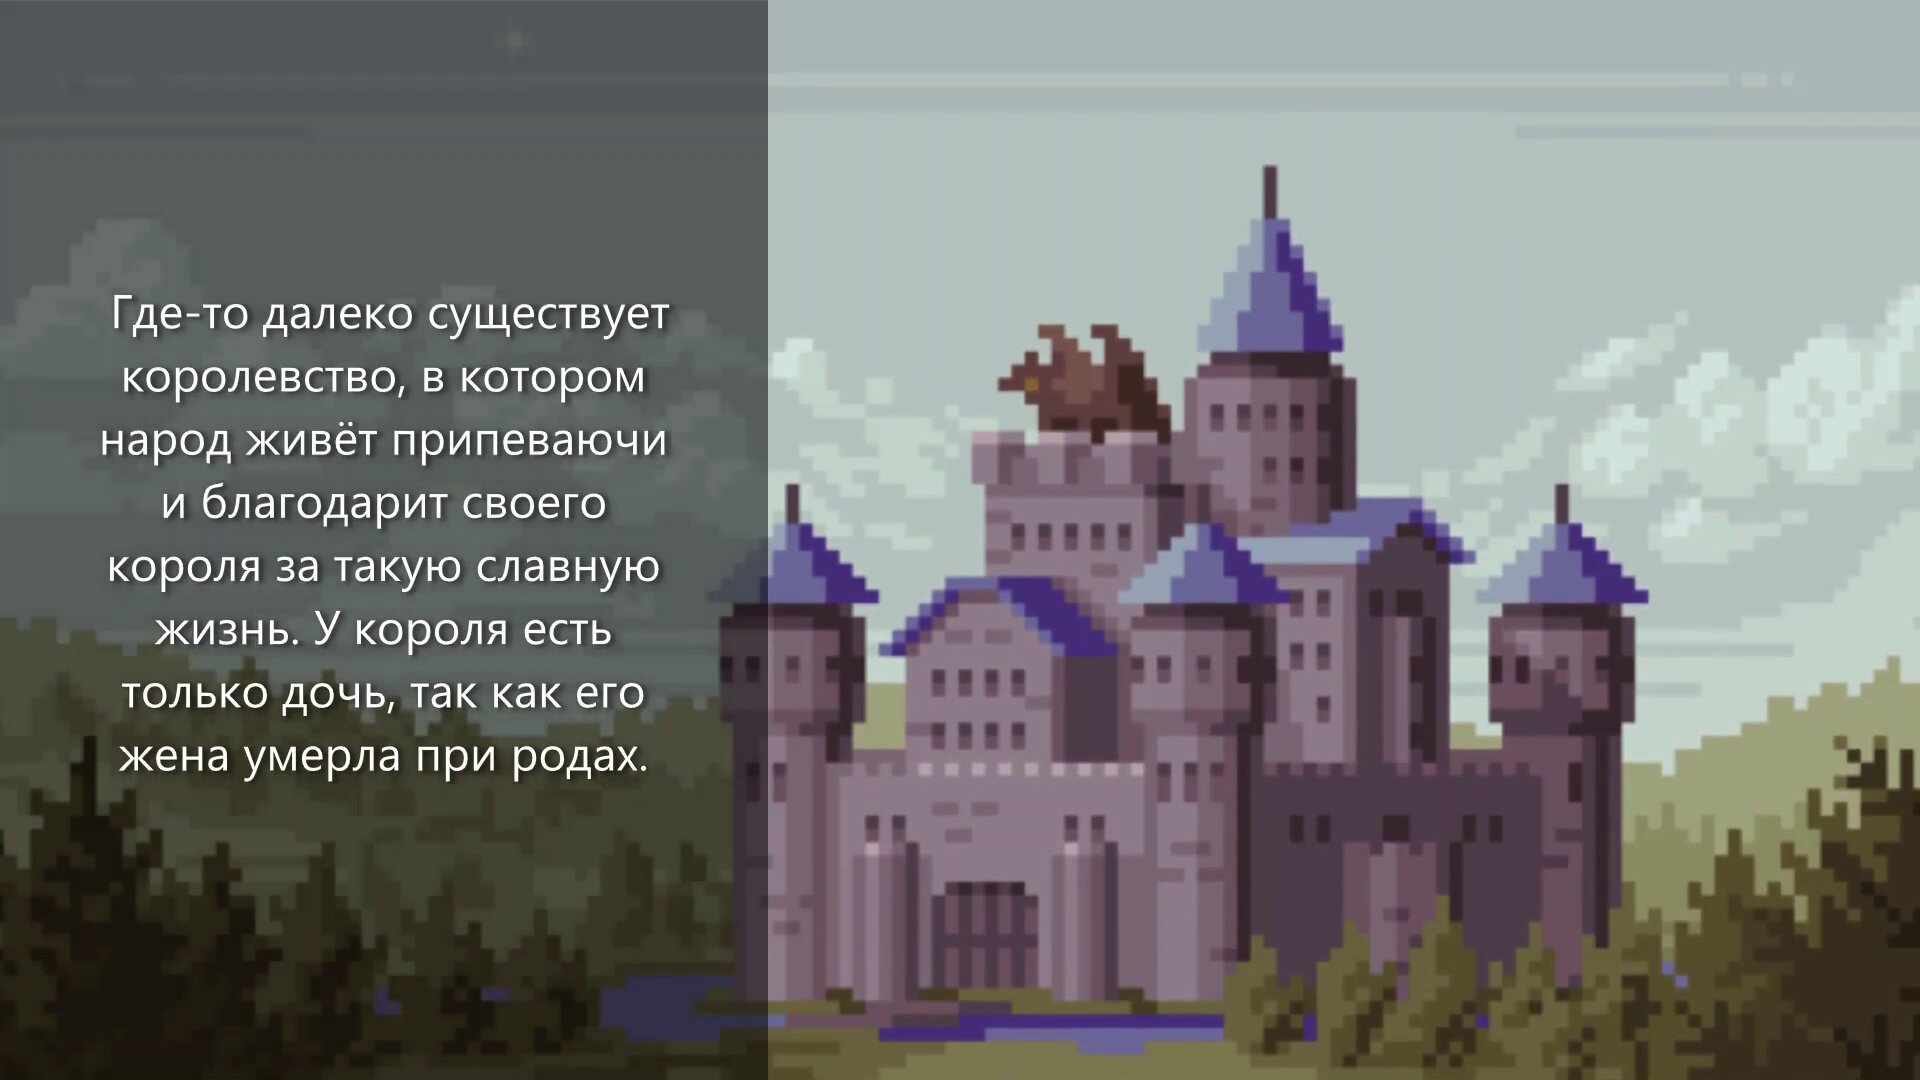 Где-то далеко существует
королевство, в котором
народ живёт припеваючи
и благодарит своего
короля за такую славную
жизнь. У короля есть
только дочь, так как его
жена умерла при родах.